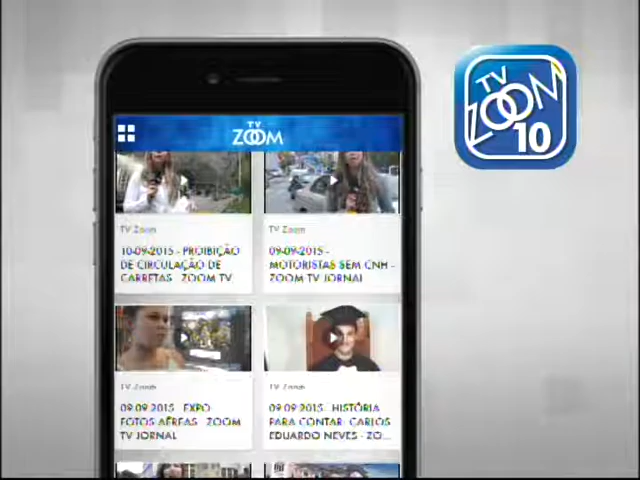 TV
ZOOM
10
TV
ZOOM
TV Zoom
10-09-2015 - PROIBIÇÃO
DE CIRCULAÇÃO DE
CARRETAS - ZOOM TV
TV Zoom
09-09-2015 -
MOTORISTAS SEM CNH -
ZOOM TV JORNAL
TV Zoom
09-09-2015 - EXPO
FOTOS AÉREAS - ZOOM
TV JORNAL
TV Zoom
09-09-2015 - HISTÓRIA
PARA CONTAR: CARLOS
EDUARDO NEVES - ZO...